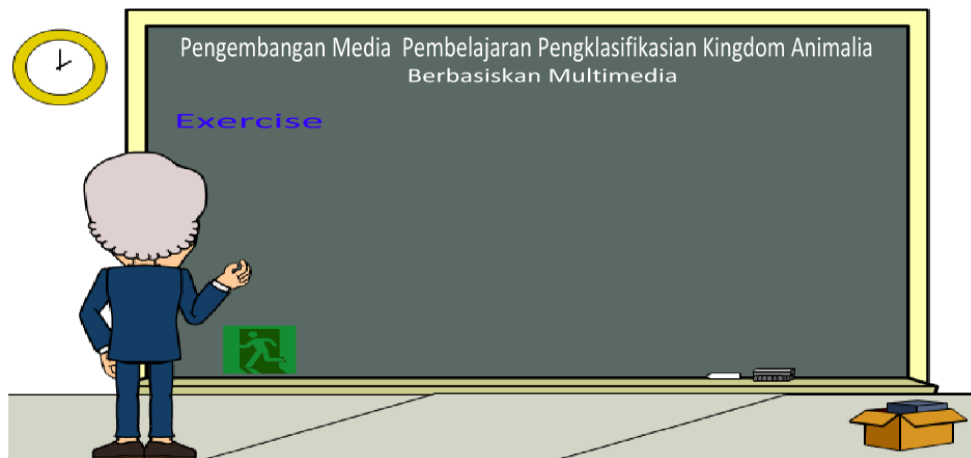 Pengembangan Media Pembelajaran Pengklasifikasian Kingdom Animalia
Berbasiskan Multimedia
Exercise